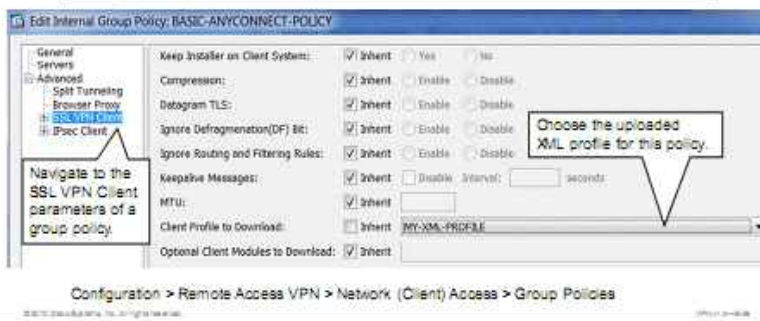 Edit Internal Group Policy: BASIC-ANYCONNECT-POLICY
General
Servers
Advanced
Split Tunneling
Browser Proxy
SSL VPN Client
IPsec Client
Keep Installer on Client System: Inherit Yes No
Compression: Inherit Enable Disable
Datagram TLS: Inherit Enable Disable
Ignore Defragmenation(DF) Bit: Inherit Enable Disable
Ignore Routing and Filtering Rules: Inherit Enable Disable
Keepalive Messages: Inherit Disable Interval: seconds
MTU: Inherit
Client Profile to Download: Inherit MY-XML-PROFILE
Optional Client Modules to Download: Inherit
Navigate to the
SSL VPN Client
parameters of a
group policy.
Choose the uploaded
XML profile for this policy.
Configuration > Remote Access VPN > Network (Client) Access > Group Policies